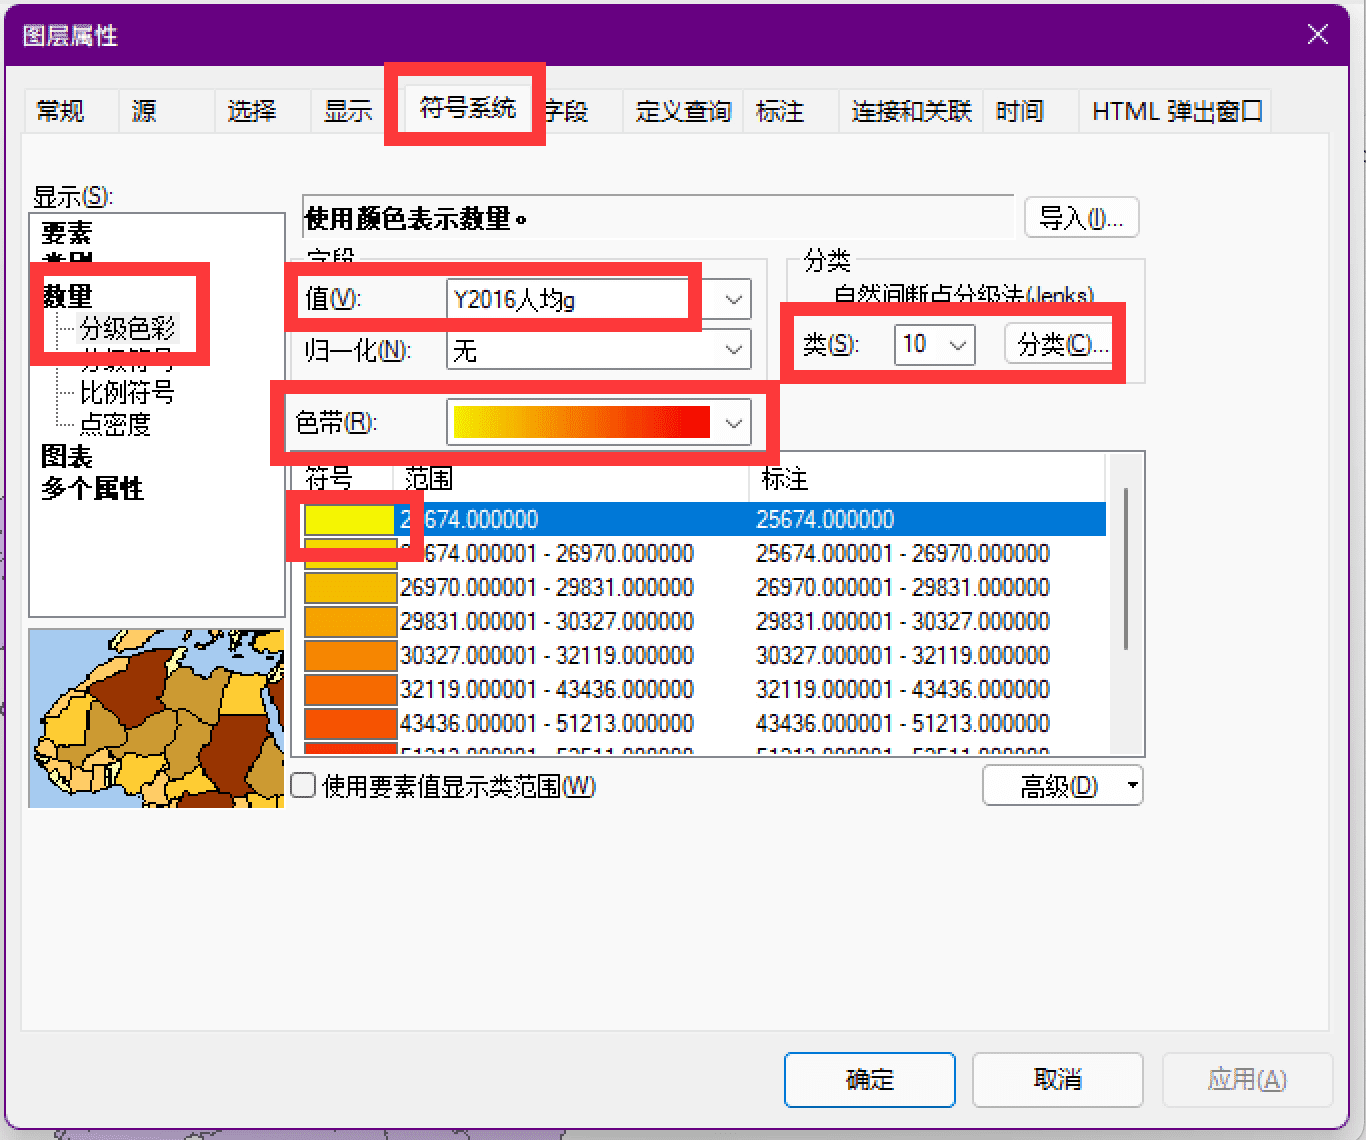 图层属性
常规 源 选择 显示 符号系统 字段 定义查询 标注 连接和关联 时间 HTML 弹出窗口
显示(S):
要素
类别
数量
分级色彩
分级符号
比例符号
点密度
图表
多个属性
使用颜色表示数量。
导入(I)...
字段
值(V): Y2016人均g
归一化(N): 无
分类
自然间断点分级法(Jenks)
类(S): 10 分类(C)...
色带(R):
符号 范围 标注
25674.000000 25674.000000
25674.000001 - 26970.000000 25674.000001 - 26970.000000
26970.000001 - 29831.000000 26970.000001 - 29831.000000
29831.000001 - 30327.000000 29831.000001 - 30327.000000
30327.000001 - 32119.000000 30327.000001 - 32119.000000
32119.000001 - 43436.000000 32119.000001 - 43436.000000
43436.000001 - 51213.000000 43436.000001 - 51213.000000
使用要素值显示类范围(W)
高级(D)
确定 取消 应用(A)